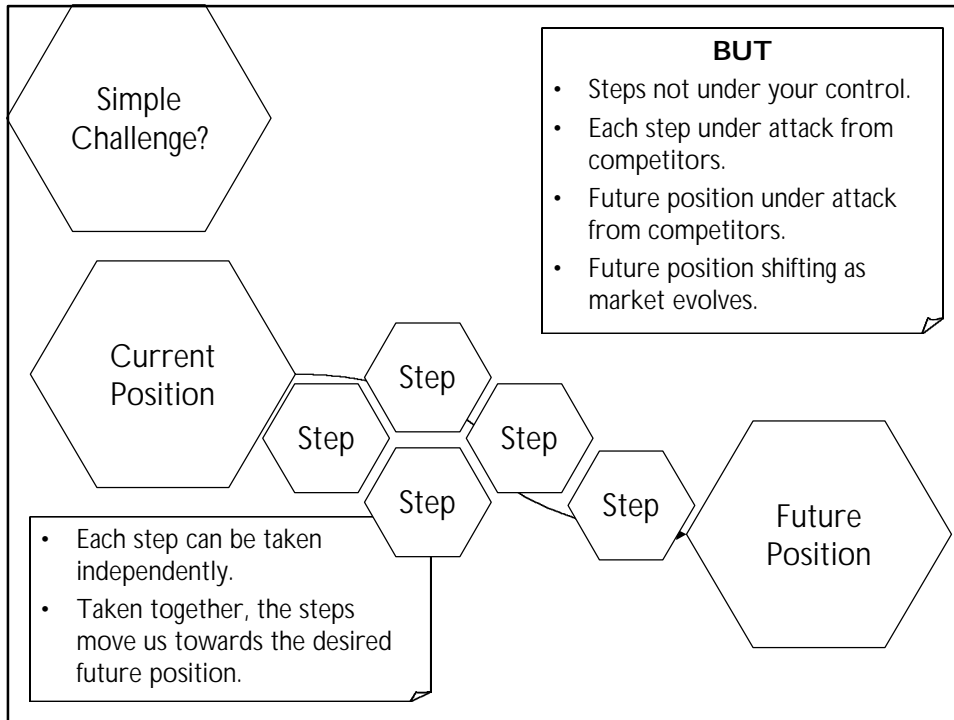 Simple
Challenge?
BUT
• Steps not under your control.
• Each step under attack from
competitors.
• Future position under attack
from competitors.
• Future position shifting as
market evolves.
Current
Position
Step
Step
Step
Step
Step
Future
Position
• Each step can be taken
independently.
• Taken together, the steps
move us towards the desired
future position.